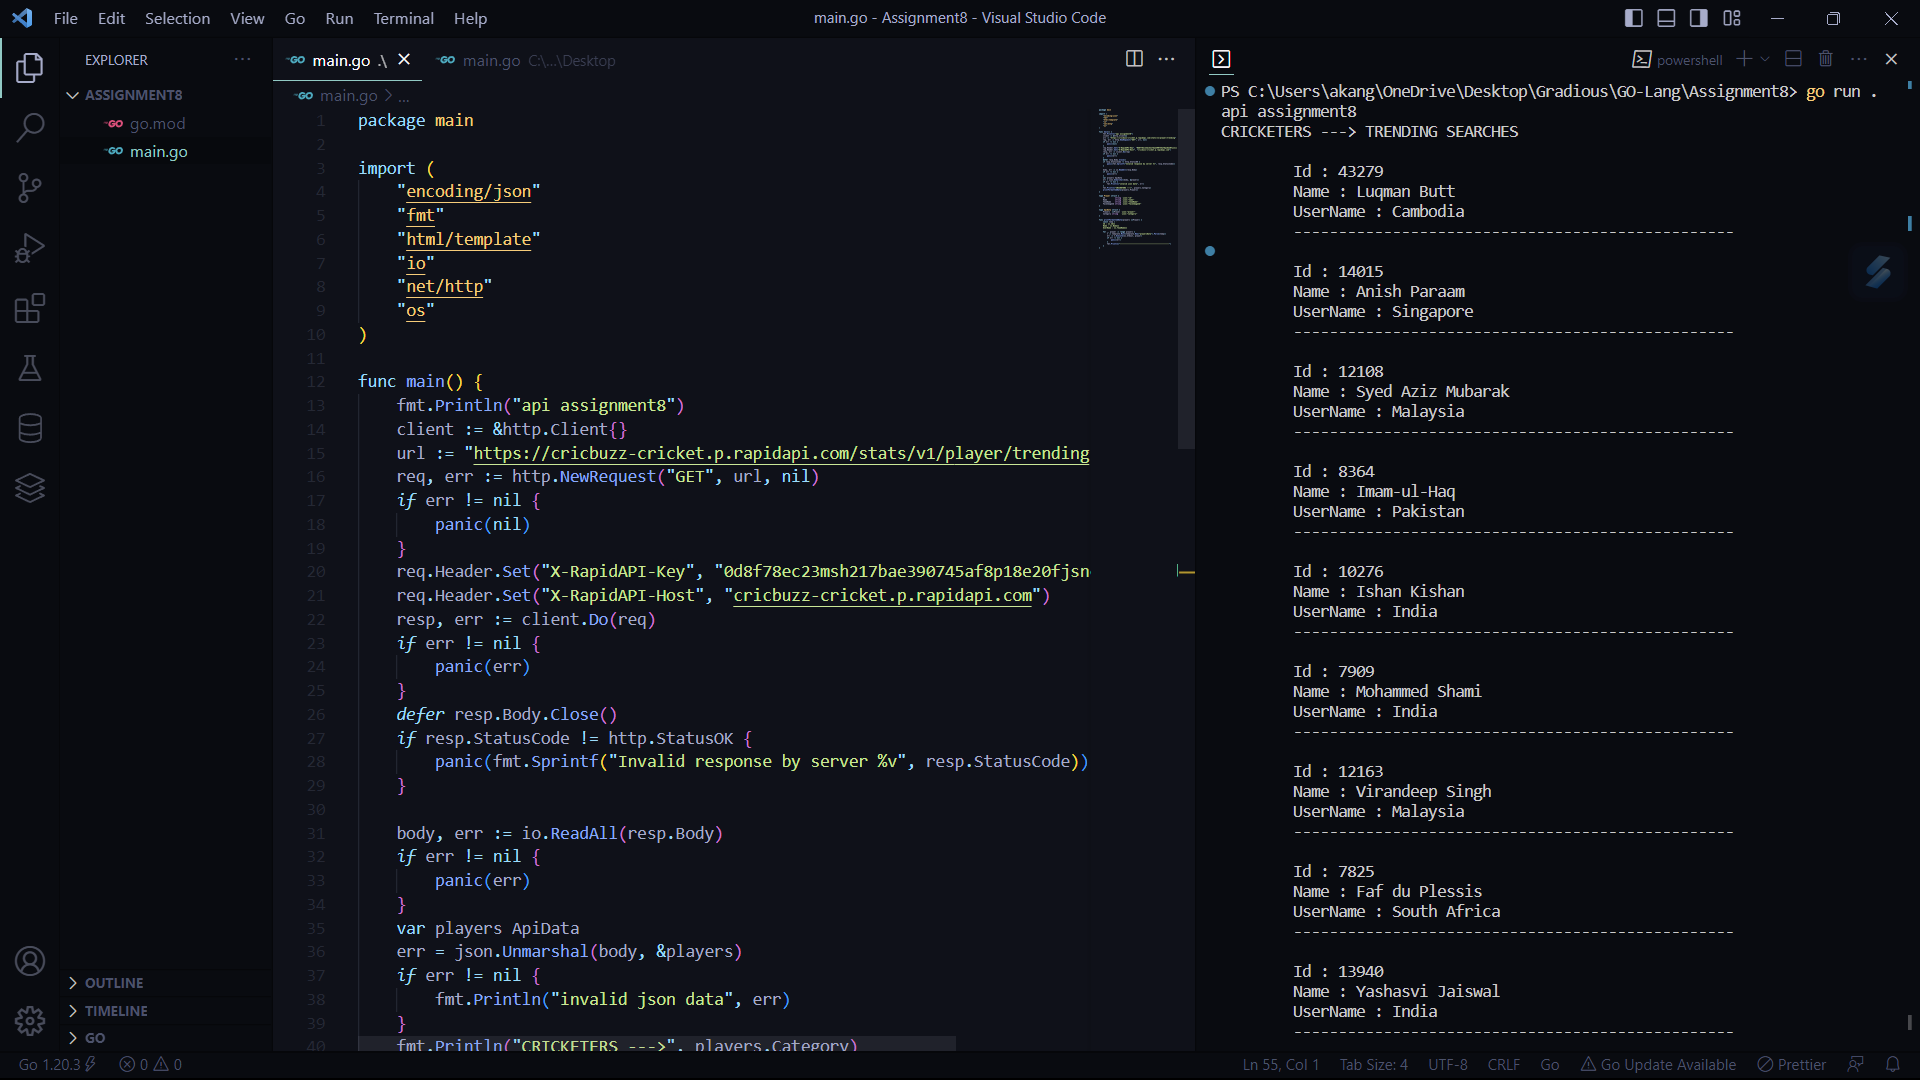 File Edit Selection View Go Run Terminal Help
main.go - Assignment8 - Visual Studio Code
EXPLORER
ASSIGNMENT8
go.mod
main.go
OUTLINE
TIMELINE
GO
main.go .\
main.go C:\...\Desktop
main.go > ...
1 package main
2
3 import (
4 "encoding/json"
5 "fmt"
6 "html/template"
7 "io"
8 "net/http"
9 "os"
10 )
11
12 func main() {
13 fmt.Println("api assignment8")
14 client := &http.Client{}
15 url := "https://cricbuzz-cricket.p.rapidapi.com/stats/v1/player/trending
16 req, err := http.NewRequest("GET", url, nil)
17 if err != nil {
18 panic(nil)
19 }
20 req.Header.Set("X-RapidAPI-Key", "0d8f78ec23msh217bae390745af8p18e20fjsn
21 req.Header.Set("X-RapidAPI-Host", "cricbuzz-cricket.p.rapidapi.com")
22 resp, err := client.Do(req)
23 if err != nil {
24 panic(err)
25 }
26 defer resp.Body.Close()
27 if resp.StatusCode != http.StatusOK {
28 panic(fmt.Sprintf("Invalid response by server %v", resp.StatusCode))
29 }
30
31 body, err := io.ReadAll(resp.Body)
32 if err != nil {
33 panic(err)
34 }
35 var players ApiData
36 err = json.Unmarshal(body, &players)
37 if err != nil {
38 fmt.Println("invalid json data", err)
39 }
40 fmt.Println("CRICKETERS --->", players.Category)
powershell
PS C:\Users\akang\OneDrive\Desktop\Gradious\GO-Lang\Assignment8> go run .
api assignment8
CRICKETERS ---> TRENDING SEARCHES
Id : 43279
Name : Luqman Butt
UserName : Cambodia
-------------------------------------------------
Id : 14015
Name : Anish Paraam
UserName : Singapore
-------------------------------------------------
Id : 12108
Name : Syed Aziz Mubarak
UserName : Malaysia
-------------------------------------------------
Id : 8364
Name : Imam-ul-Haq
UserName : Pakistan
-------------------------------------------------
Id : 10276
Name : Ishan Kishan
UserName : India
-------------------------------------------------
Id : 7909
Name : Mohammed Shami
UserName : India
-------------------------------------------------
Id : 12163
Name : Virandeep Singh
UserName : Malaysia
-------------------------------------------------
Id : 7825
Name : Faf du Plessis
UserName : South Africa
-------------------------------------------------
Id : 13940
Name : Yashasvi Jaiswal
UserName : India
-------------------------------------------------
Go 1.20.3 0 0
Ln 55, Col 1 Tab Size: 4 UTF-8 CRLF Go Go Update Available Prettier